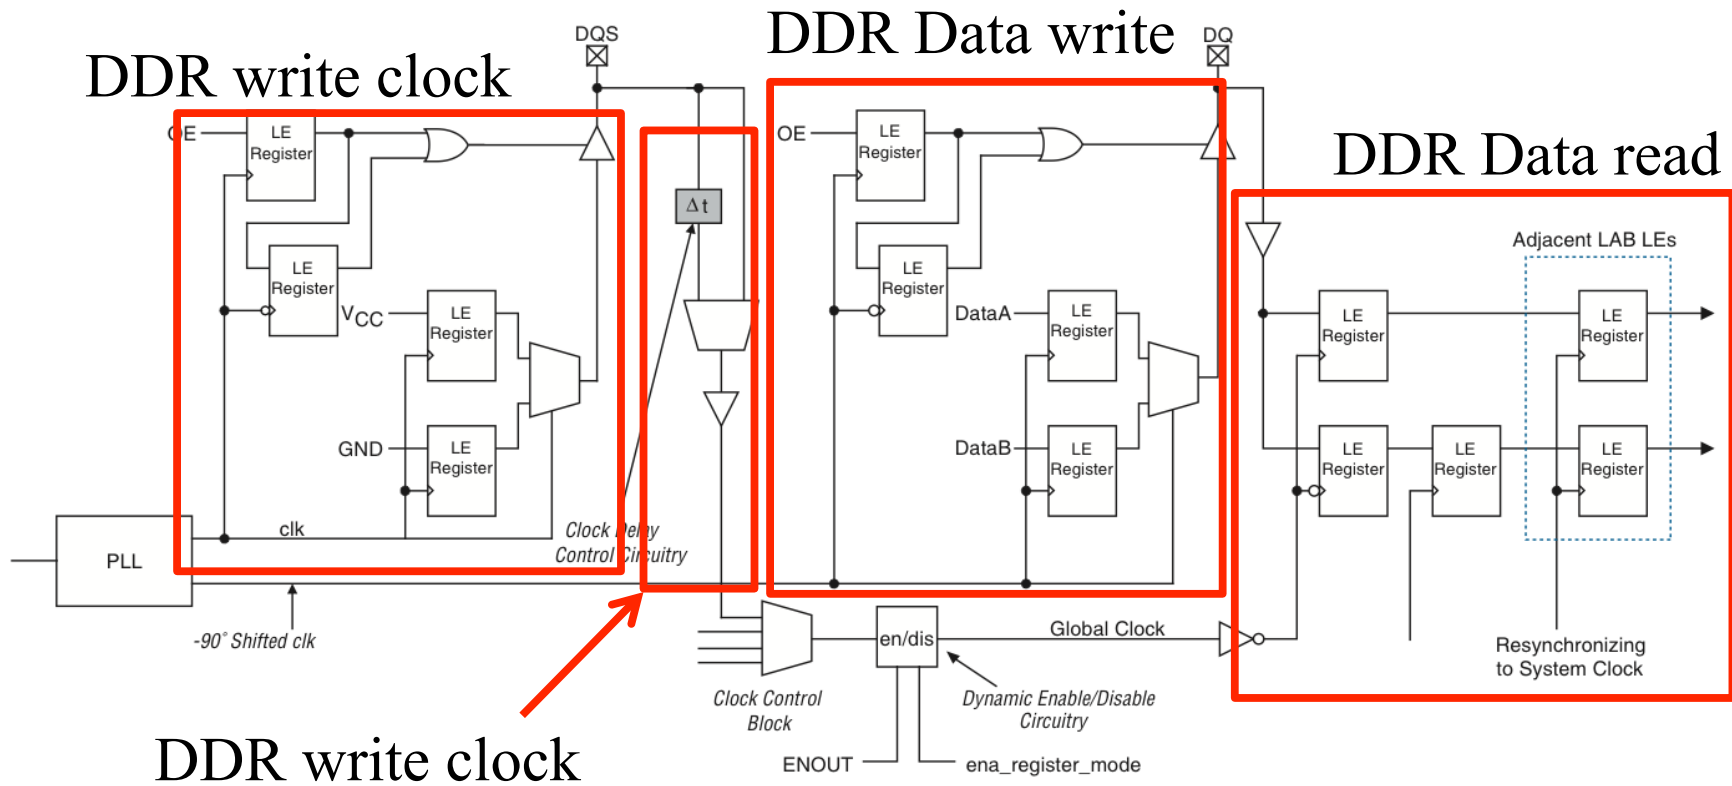 DDR write clock
DQS
DDR Data write
DQ
DDR Data read
OE
LE
Register
LE
Register
VCC
LE
Register
GND
LE
Register
clk
PLL
-90° Shifted clk
Δt
Clock Delay
Control Circuitry
OE
LE
Register
LE
Register
DataA
LE
Register
DataB
LE
Register
Adjacent LAB LEs
LE
Register
LE
Register
LE
Register
LE
Register
LE
Register
Resynchronizing
to System Clock
Global Clock
en/dis
Clock Control
Block
Dynamic Enable/Disable
Circuitry
ENOUT
ena_register_mode
DDR write clock